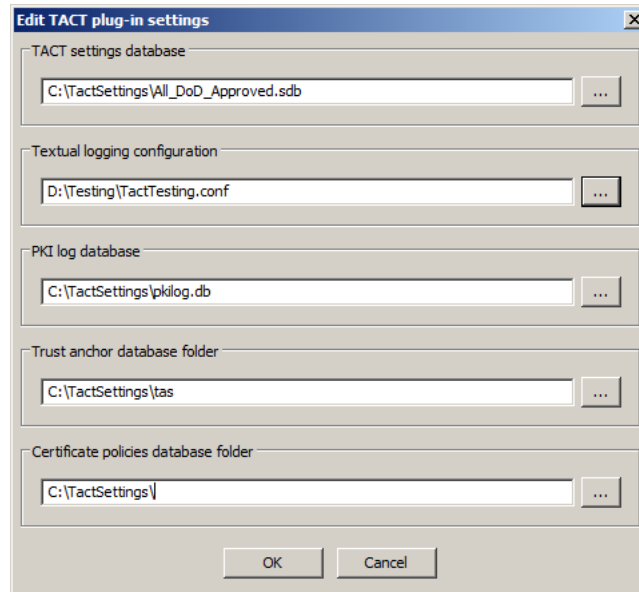 Edit TACT plug-in settings
TACT settings database
C:\TactSettings\All_DoD_Approved.sdb
...
Textual logging configuration
D:\Testing\TactTesting.conf
...
PKI log database
C:\TactSettings\pkilog.db
...
Trust anchor database folder
C:\TactSettings\tas
...
Certificate policies database folder
C:\TactSettings\
...
OK Cancel